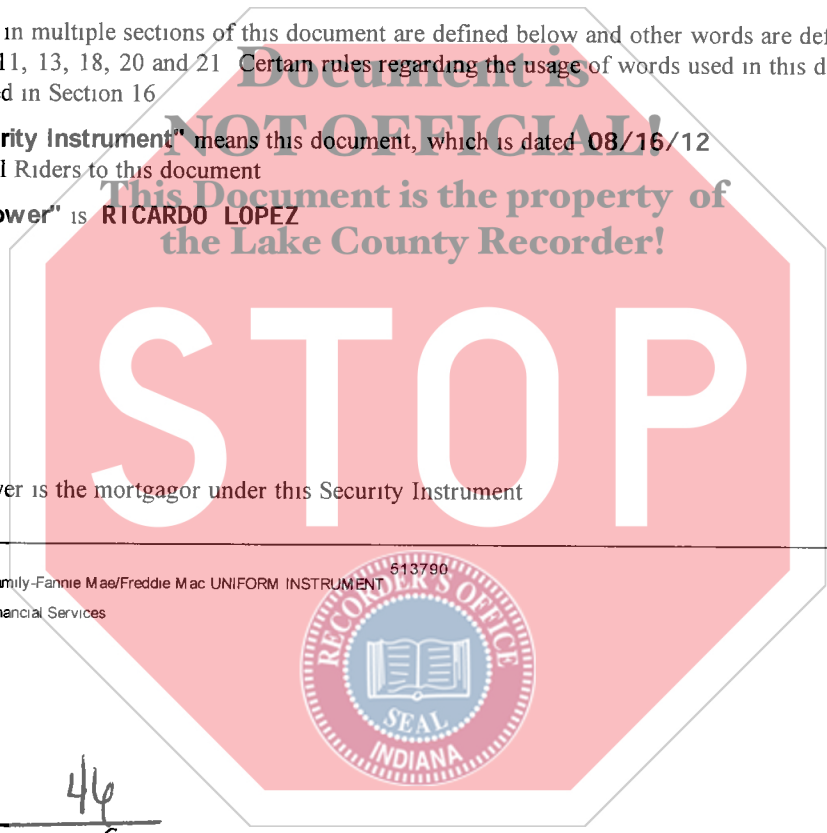 in multiple sections of this document are defined below and other words are def
11, 13, 18, 20 and 21 Certain rules regarding the usage of words used in this d
d in Section 16
rity Instrument" means this document, which is dated 08/16/12
l Riders to this document
ower" is RICARDO LOPEZ
er is the mortgagor under this Security Instrument
mily-Fannie Mae/Freddie Mac UNIFORM INSTRUMENT 513790
nancial Services
Document is
NOT OFFICIAL!
This Document is the property of
the Lake County Recorder!
STOP
RECORDER'S OFFICE
SEAL
INDIANA